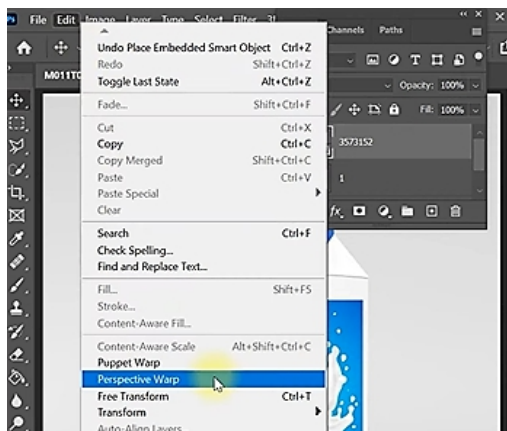 File Edit Image Layer Type Select Filter
Channels Paths
M011TC
Opacity: 100%
Fill: 100%
3573152
1
Undo Place Embedded Smart Object Ctrl+Z
Redo Shift+Ctrl+Z
Toggle Last State Alt+Ctrl+Z
Fade... Shift+Ctrl+F
Cut Ctrl+X
Copy Ctrl+C
Copy Merged Shift+Ctrl+C
Paste Ctrl+V
Paste Special
Clear
Search Ctrl+F
Check Spelling...
Find and Replace Text...
Fill... Shift+F5
Stroke...
Content-Aware Fill...
Content-Aware Scale Alt+Shift+Ctrl+C
Puppet Warp
Perspective Warp
Free Transform Ctrl+T
Transform
Auto-Align Layers...